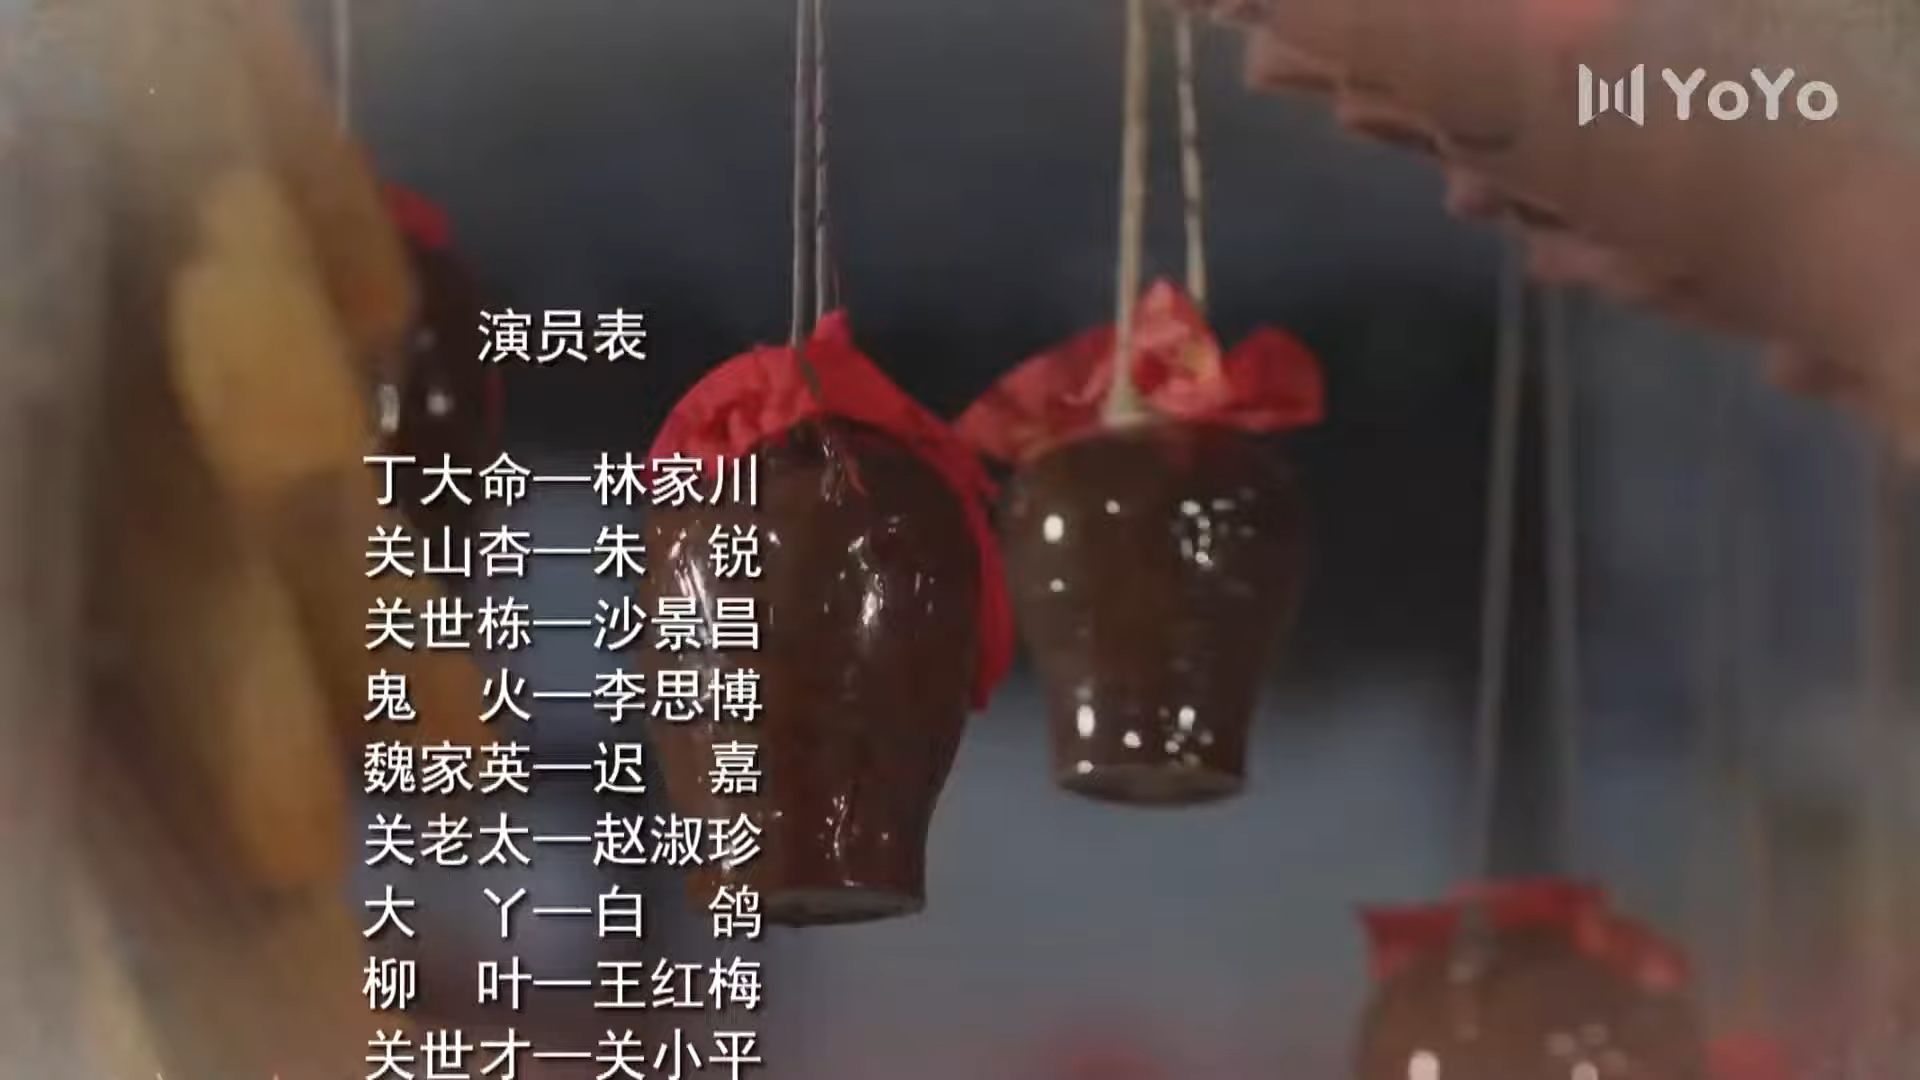 YoYo
演员表
丁大命—林家川
关山杏—朱　锐
关世栋—沙景昌
鬼　火—李思博
魏家英—迟　嘉
关老太—赵淑珍
大　丫—白　鸽
柳　叶—王红梅
关世才—关小平